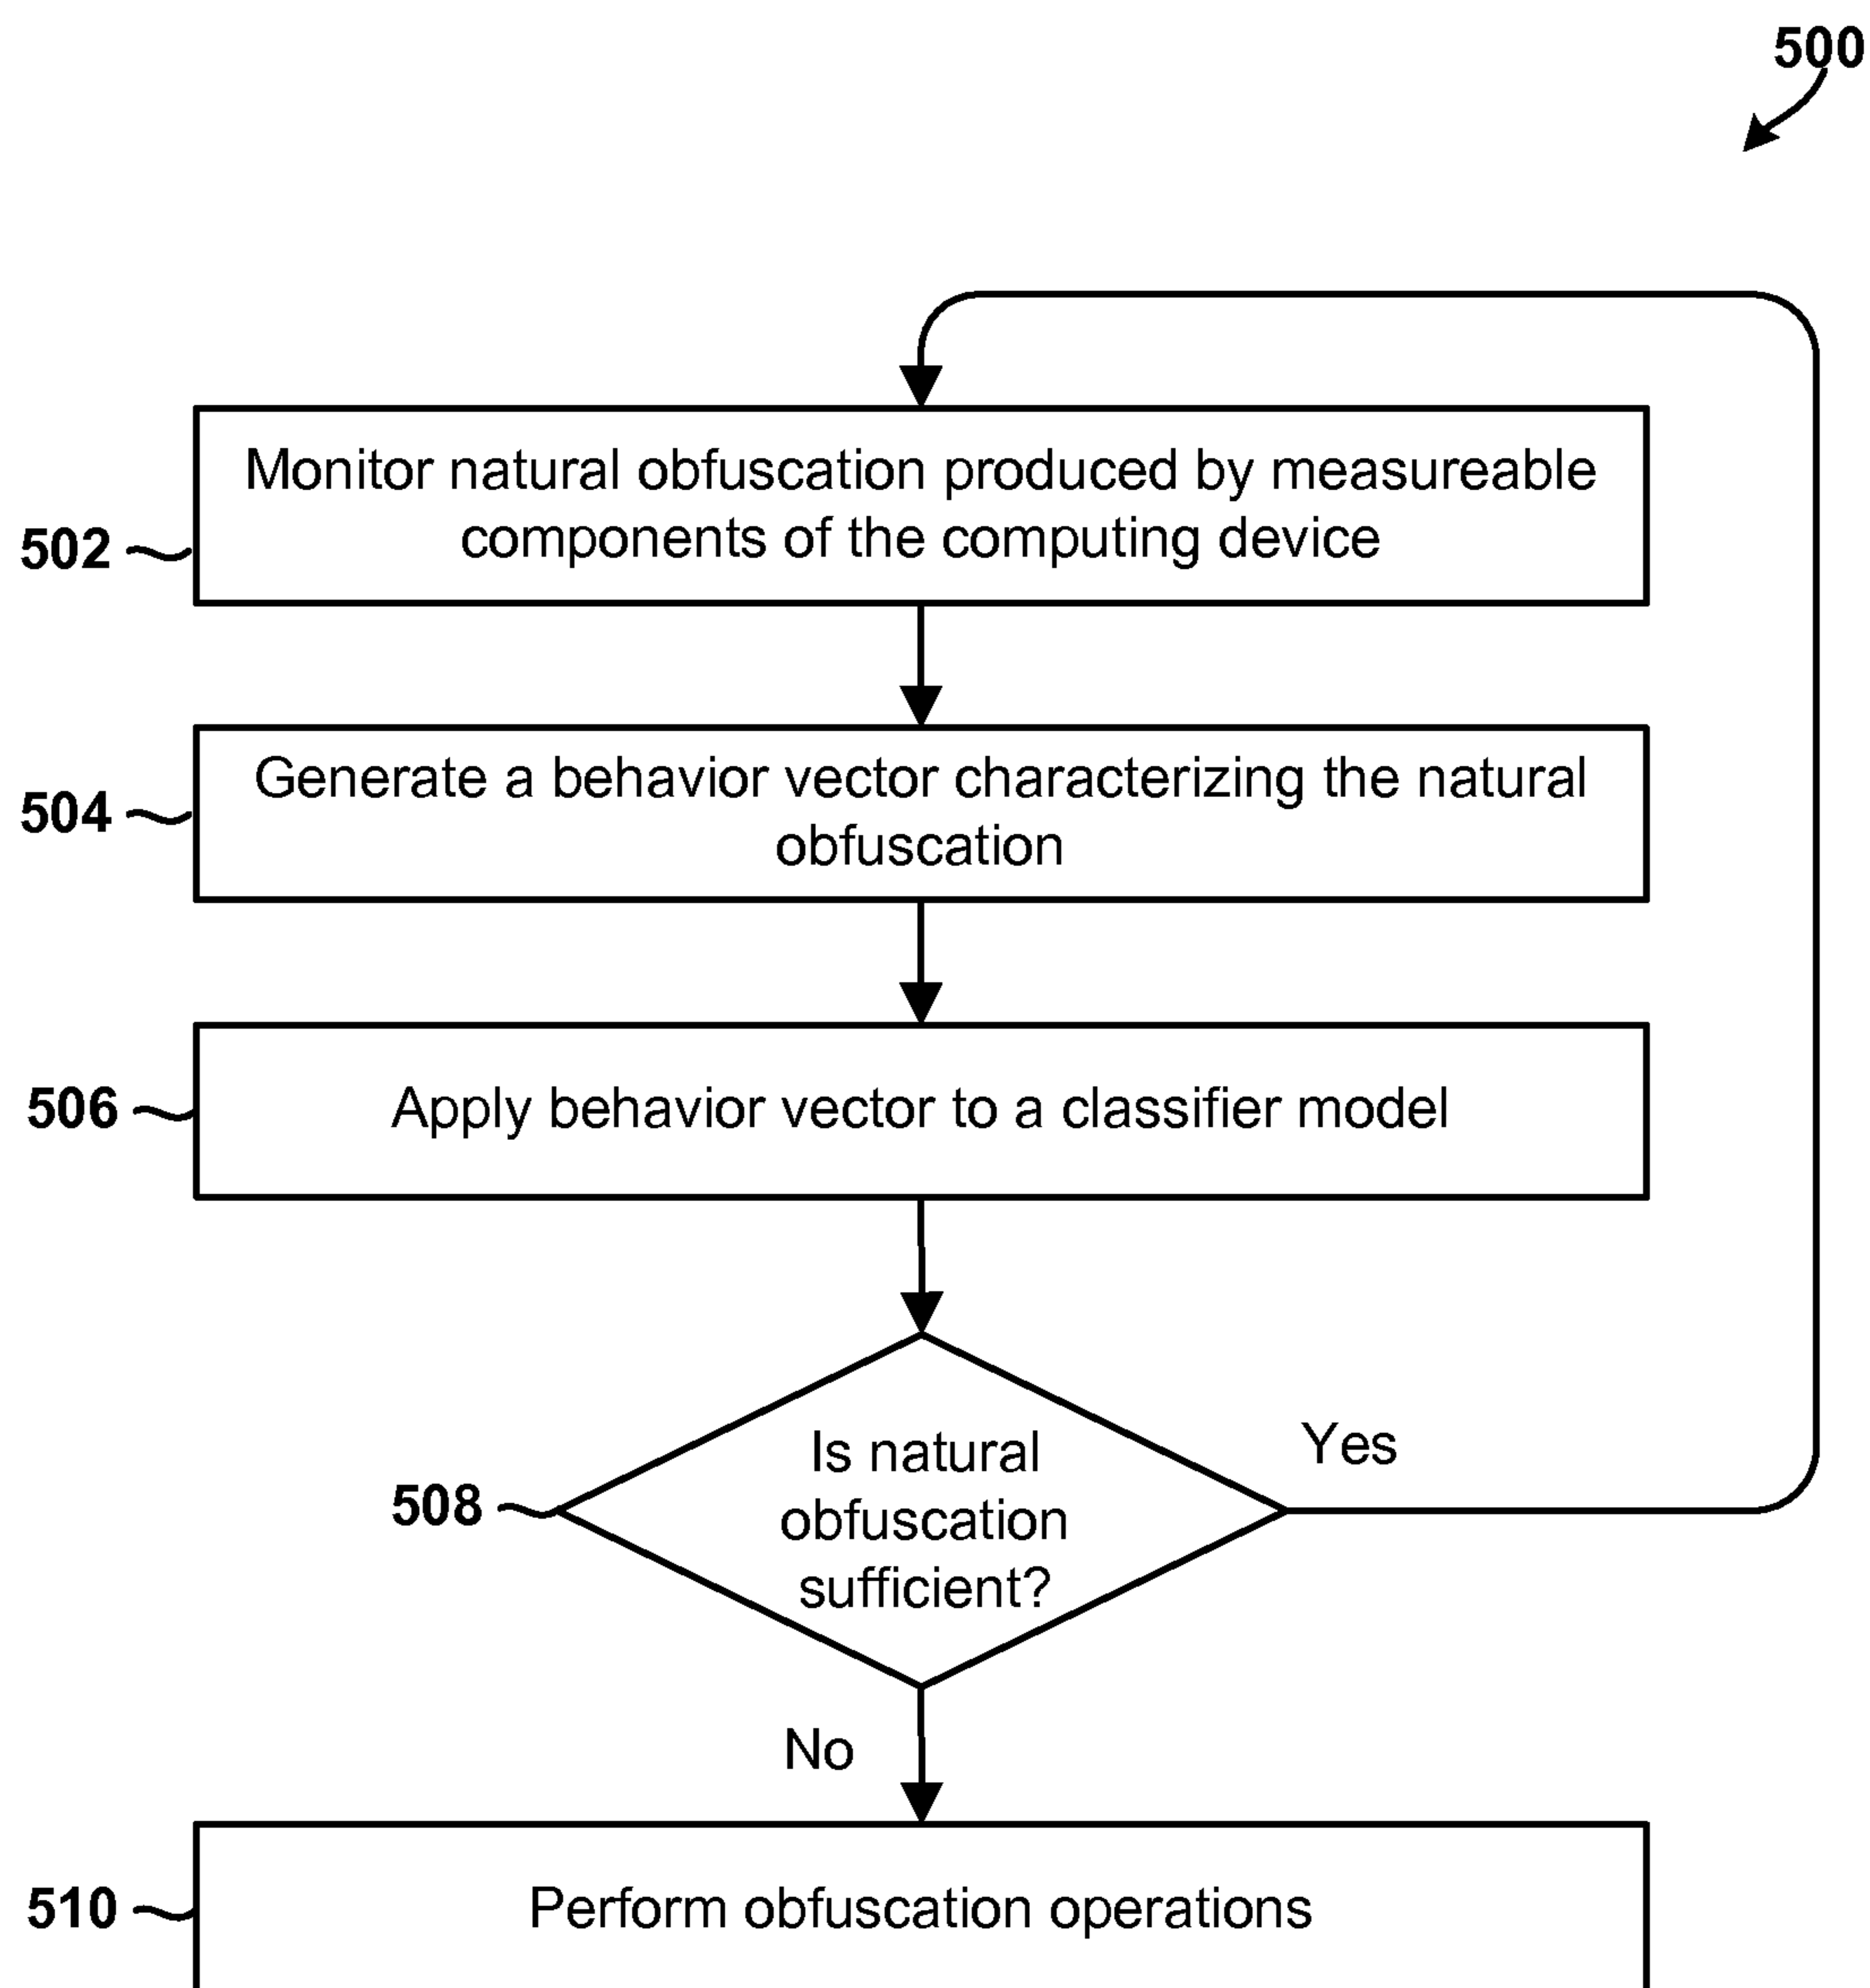 500
Monitor natural obfuscation produced by measureable
components of the computing device
502
Generate a behavior vector characterizing the natural
obfuscation
504
506
Apply behavior vector to a classifier model
Is natural
obfuscation
sufficient?
Yes
508
No
510
Perform obfuscation operations